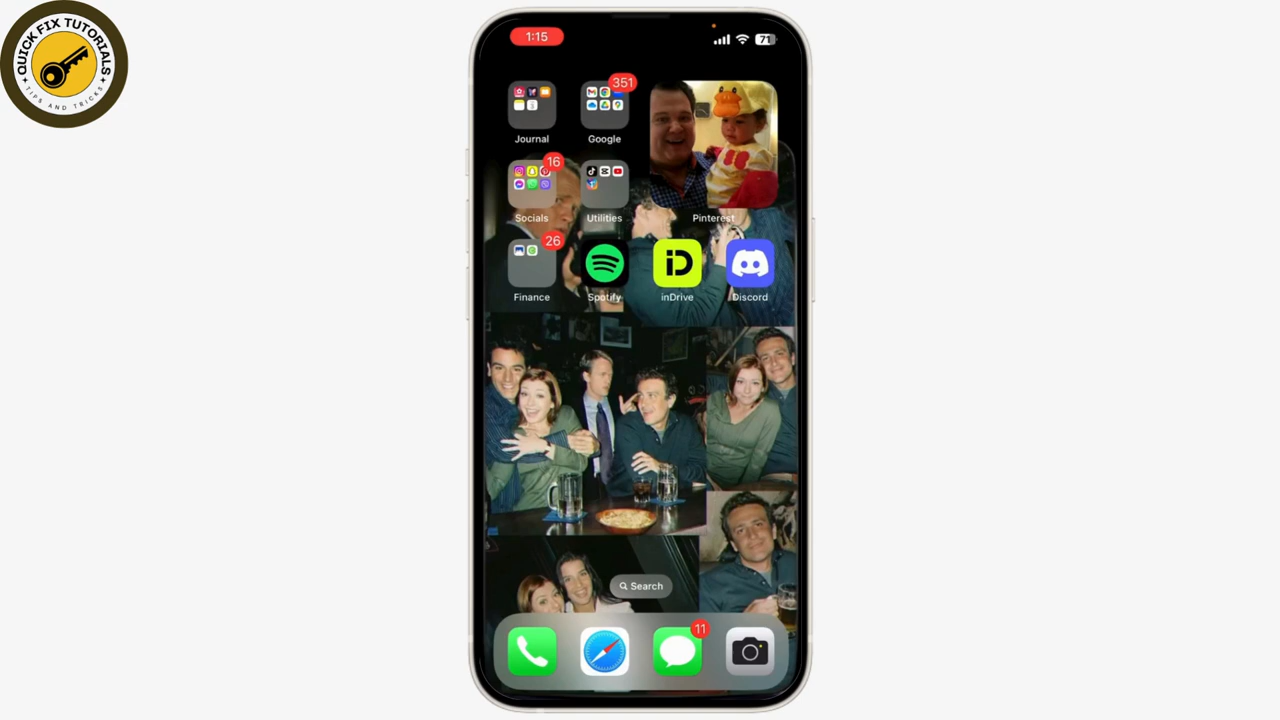 QUICK FIX TUTORIALS
TIPS AND TRICKS
1:15
71
351
Journal
Google
16
Socials
Utilities
Pinterest
26
Finance
Spotify
inDrive
Discord
Search
11